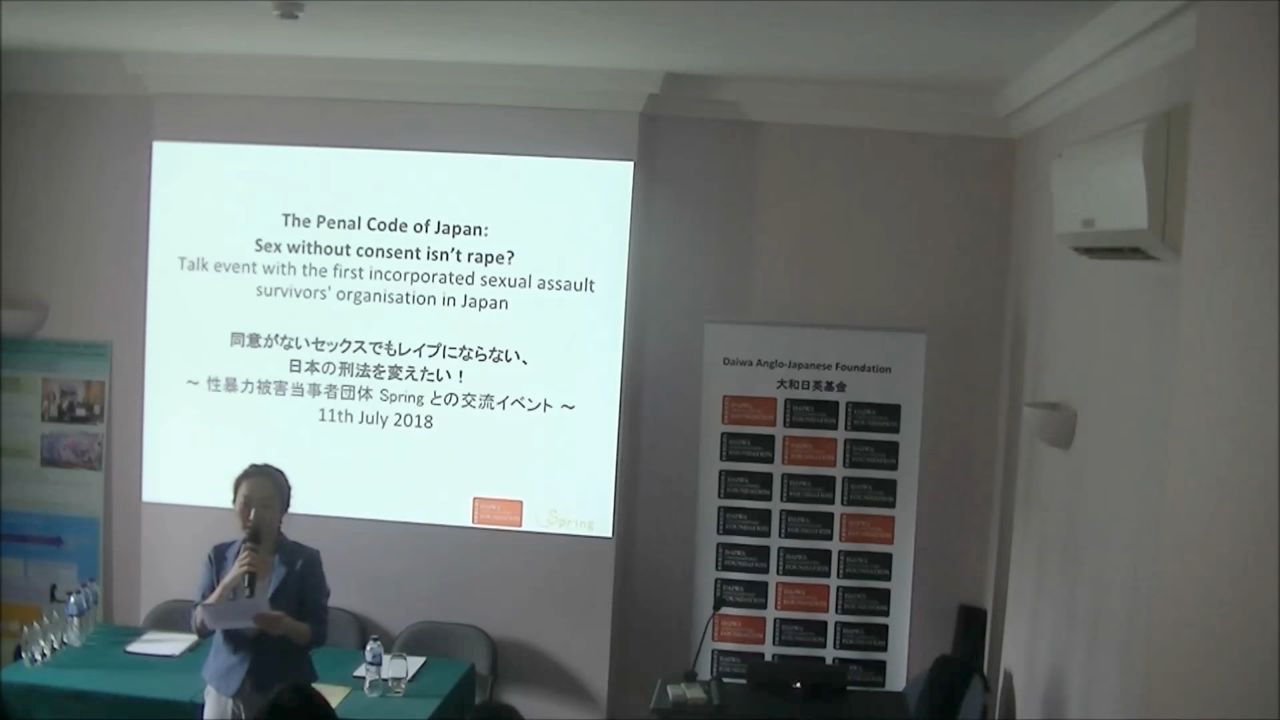 The Penal Code of Japan:
Sex without consent isn't rape?
Talk event with the first incorporated sexual assault
survivors' organisation in Japan
同意がないセックスでもレイプにならない、
日本の刑法を変えたい！
～ 性暴力被害当事者団体 Spring との交流イベント ～
11th July 2018
Spring
Daiwa Anglo-Japanese Foundation
大和日英基金
DAIWA
FOUNDATION